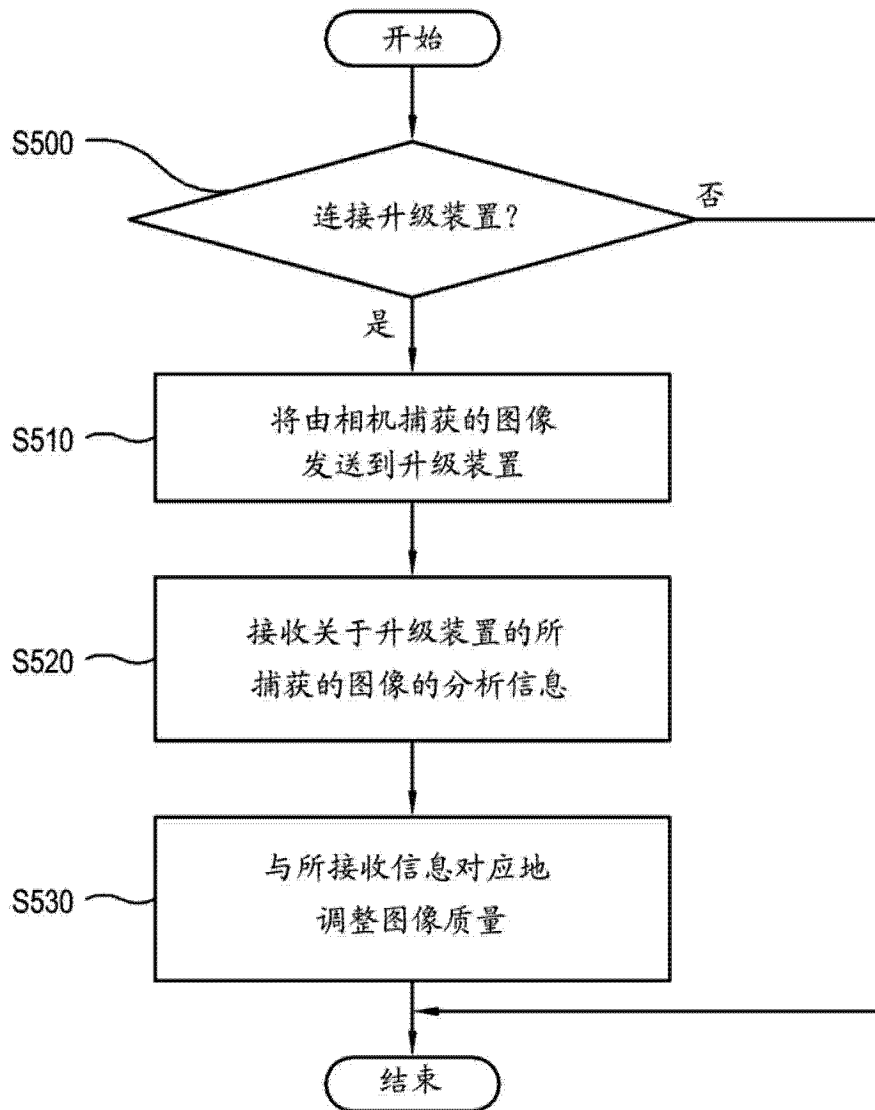 开始
S500
连接升级装置?
否
是
S510
将由相机捕获的图像
发送到升级装置
S520
接收关于升级装置的所
捕获的图像的分析信息
S530
与所接收信息对应地
调整图像质量
结束